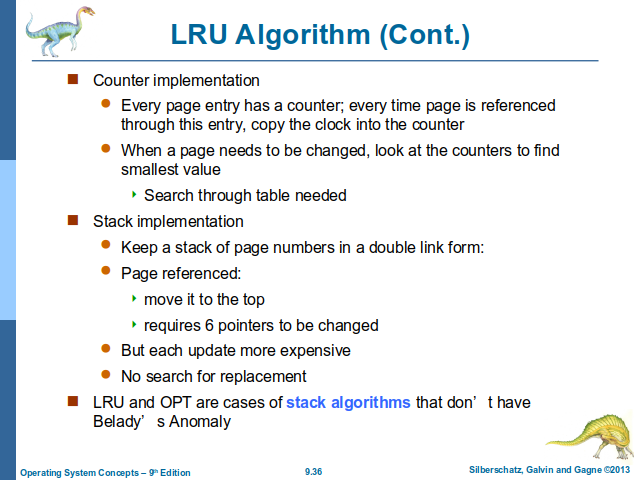 LRU Algorithm (Cont.)
Counter implementation
Every page entry has a counter; every time page is referenced
through this entry, copy the clock into the counter
When a page needs to be changed, look at the counters to find
smallest value
Search through table needed
Stack implementation
Keep a stack of page numbers in a double link form:
Page referenced:
move it to the top
requires 6 pointers to be changed
But each update more expensive
No search for replacement
LRU and OPT are cases of stack algorithms that don’t have
Belady’s Anomaly
Operating System Concepts – 9th Edition
9.36
Silberschatz, Galvin and Gagne ©2013